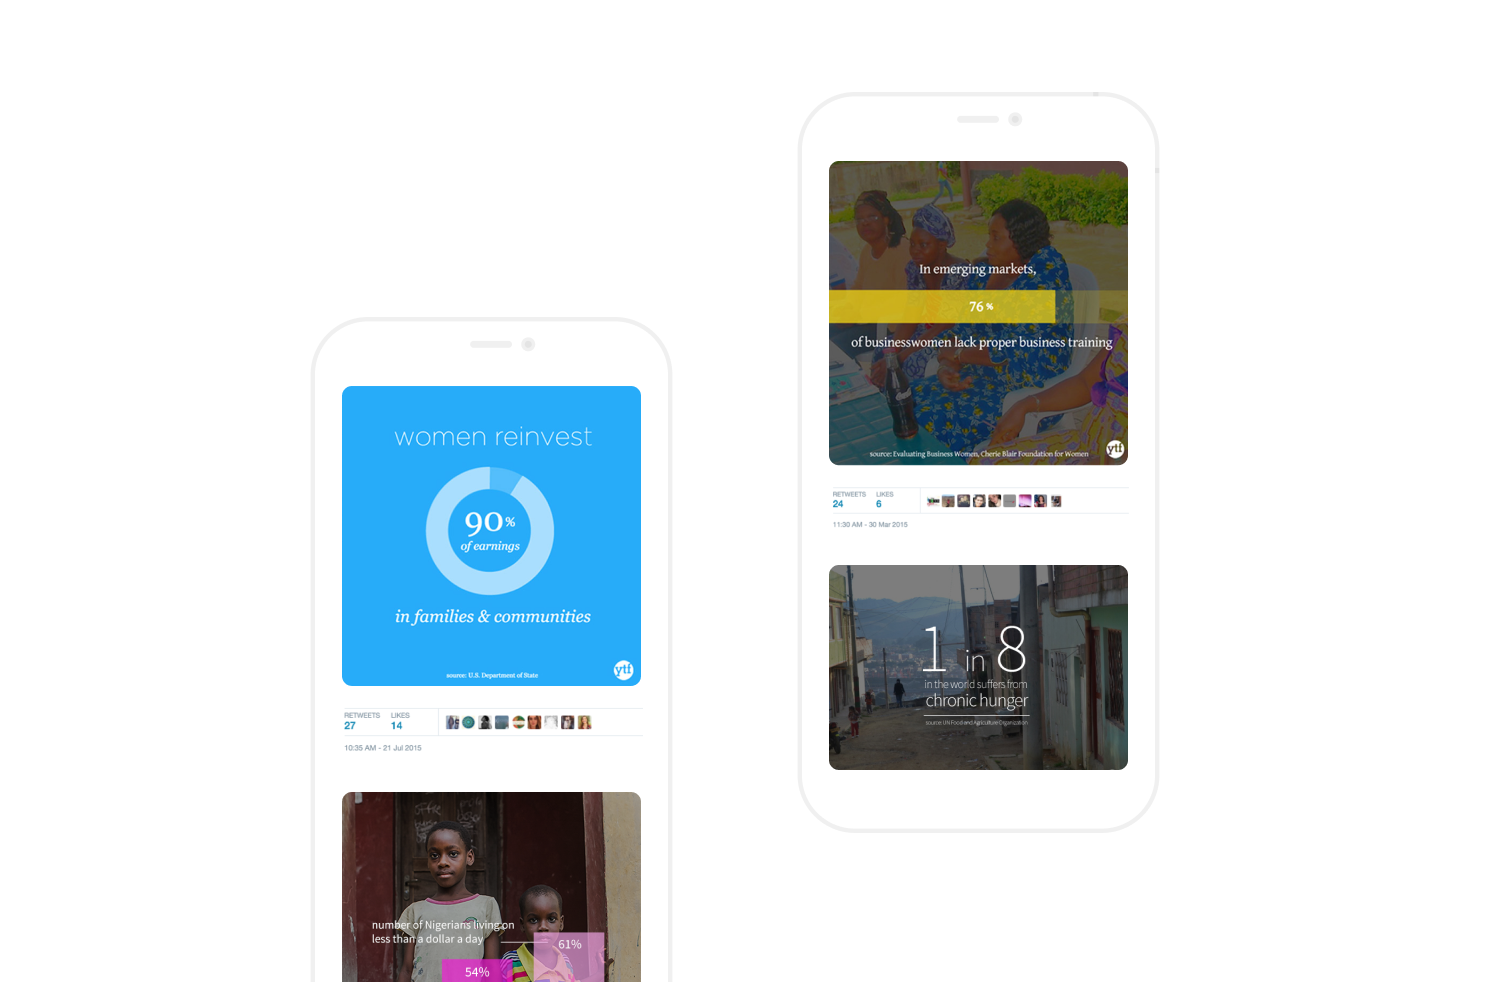 women reinvest
90%
of earnings
in families & communities
source: U.S. Department of State
ytf
RETWEETS LIKES
27 14
10:35 AM - 21 Jul 2015
number of Nigerians living on
less than a dollar a day
61%
54%
In emerging markets,
76%
of businesswomen lack proper business training
source: Evaluating Business Women, Cherie Blair Foundation for Women
ytf
RETWEETS LIKES
24 6
11:30 AM - 30 Mar 2015
1 in 8
in the world suffers from
chronic hunger
source: UN Food and Agriculture Organization